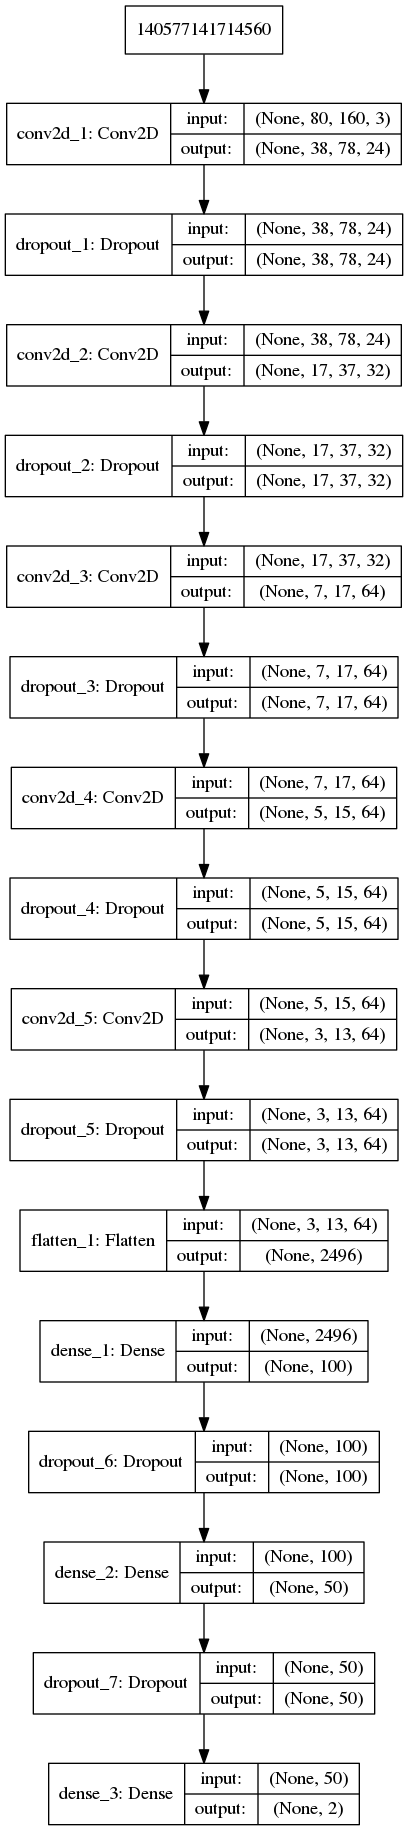 140577141714560
conv2d_1: Conv2D
input: (None, 80, 160, 3)
output: (None, 38, 78, 24)
dropout_1: Dropout
input: (None, 38, 78, 24)
output: (None, 38, 78, 24)
conv2d_2: Conv2D
input: (None, 38, 78, 24)
output: (None, 17, 37, 32)
dropout_2: Dropout
input: (None, 17, 37, 32)
output: (None, 17, 37, 32)
conv2d_3: Conv2D
input: (None, 17, 37, 32)
output: (None, 7, 17, 64)
dropout_3: Dropout
input: (None, 7, 17, 64)
output: (None, 7, 17, 64)
conv2d_4: Conv2D
input: (None, 7, 17, 64)
output: (None, 5, 15, 64)
dropout_4: Dropout
input: (None, 5, 15, 64)
output: (None, 5, 15, 64)
conv2d_5: Conv2D
input: (None, 5, 15, 64)
output: (None, 3, 13, 64)
dropout_5: Dropout
input: (None, 3, 13, 64)
output: (None, 3, 13, 64)
flatten_1: Flatten
input: (None, 3, 13, 64)
output: (None, 2496)
dense_1: Dense
input: (None, 2496)
output: (None, 100)
dropout_6: Dropout
input: (None, 100)
output: (None, 100)
dense_2: Dense
input: (None, 100)
output: (None, 50)
dropout_7: Dropout
input: (None, 50)
output: (None, 50)
dense_3: Dense
input: (None, 50)
output: (None, 2)